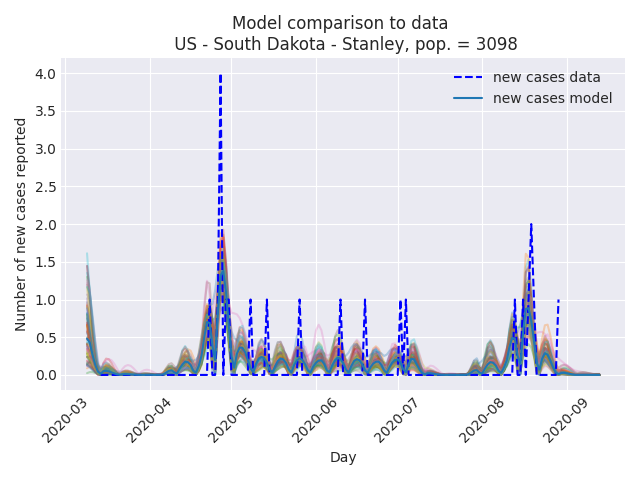 Model comparison to data
US - South Dakota - Stanley, pop. = 3098
new cases data
new cases model
Number of new cases reported
4.0
3.5
3.0
2.5
2.0
1.5
1.0
0.5
0.0
2020-03
2020-04
2020-05
2020-06
2020-07
2020-08
2020-09
Day